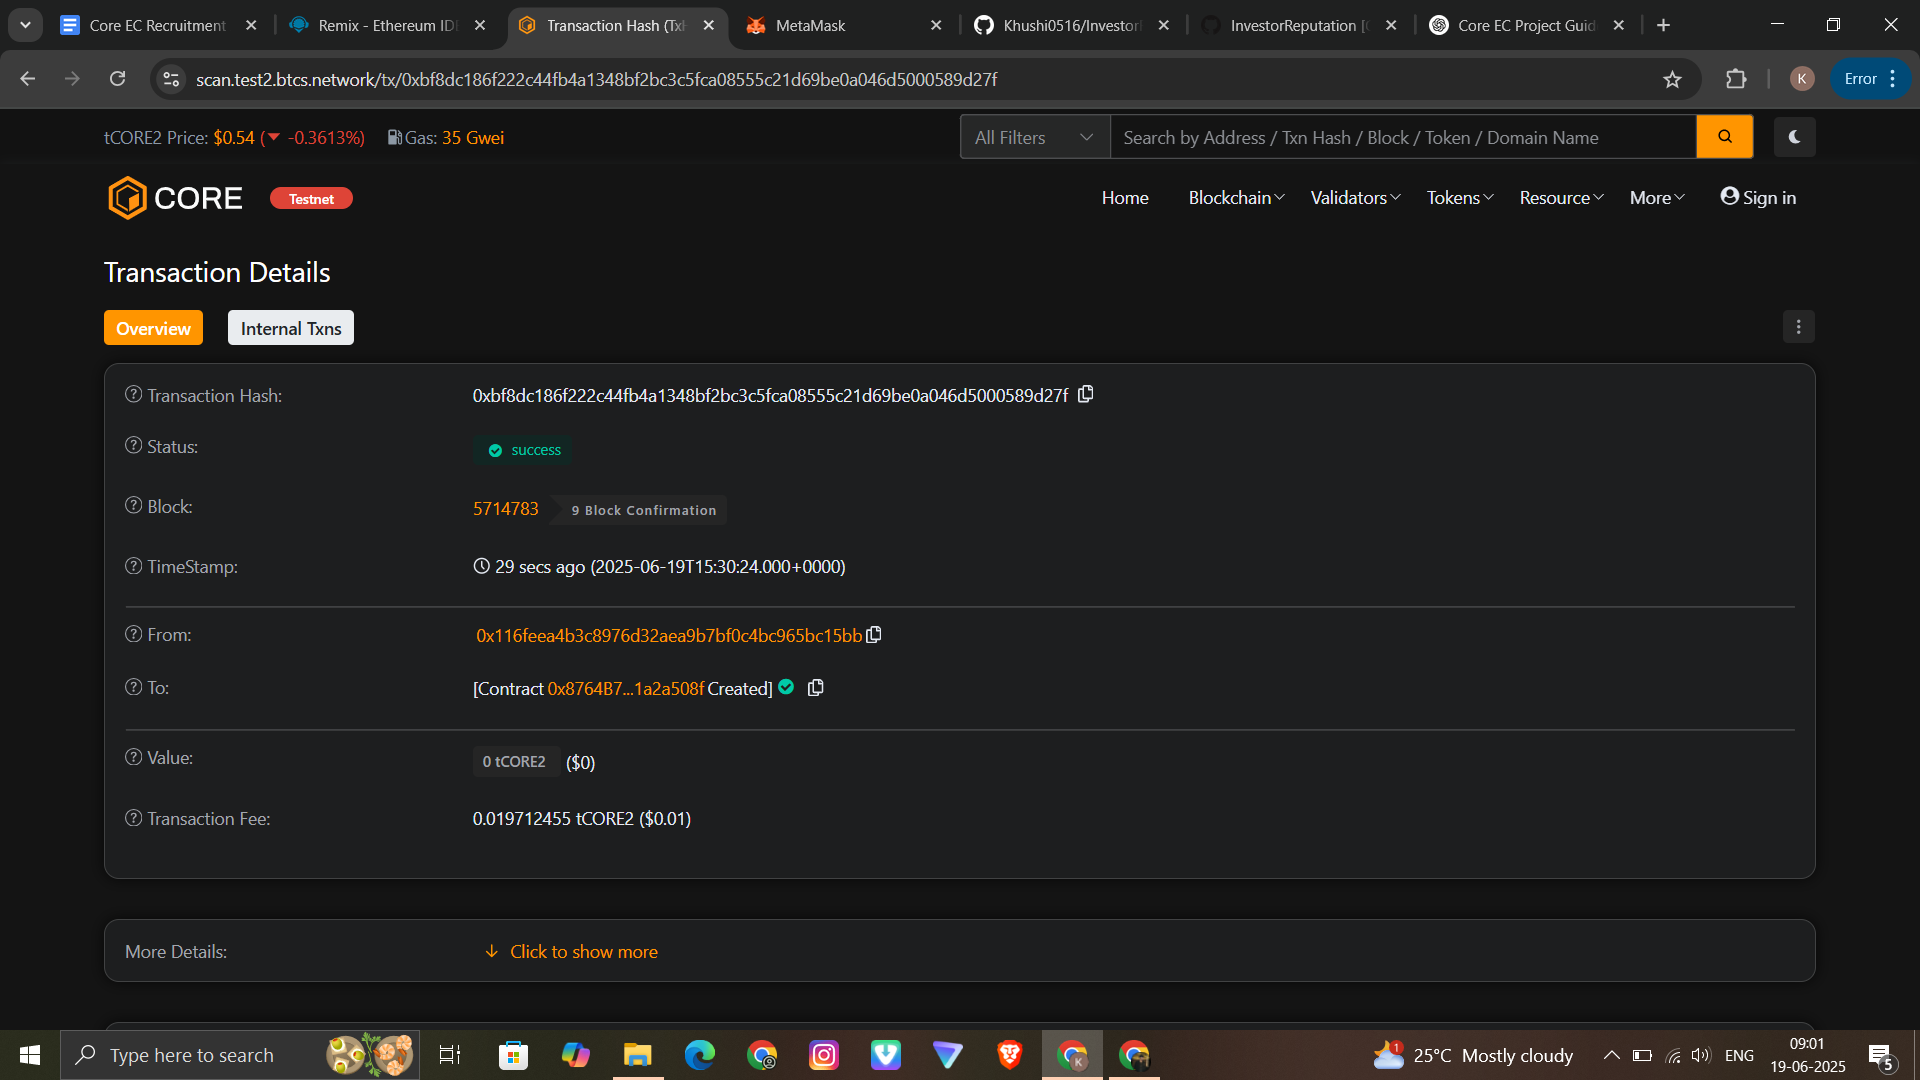 Core EC Recruitment
Remix - Ethereum IDE
Transaction Hash (Txh
MetaMask
Khushi0516/Investor
InvestorReputation [C
Core EC Project Guid
scan.test2.btcs.network/tx/0xbf8dc186f222c44fb4a1348bf2bc3c5fca08555c21d69be0a046d5000589d27f
K
Error
tCORE2 Price: $0.54 ( -0.3613%) Gas: 35 Gwei
All Filters
Search by Address / Txn Hash / Block / Token / Domain Name
CORE
Testnet
Home
Blockchain
Validators
Tokens
Resource
More
Sign in
Transaction Details
Overview
Internal Txns
Transaction Hash:
0xbf8dc186f222c44fb4a1348bf2bc3c5fca08555c21d69be0a046d5000589d27f
Status:
success
Block:
5714783
9 Block Confirmation
TimeStamp:
29 secs ago (2025-06-19T15:30:24.000+0000)
From:
0x116feea4b3c8976d32aea9b7bf0c4bc965bc15bb
To:
[Contract 0x8764B7...1a2a508f Created]
Value:
0 tCORE2 ($0)
Transaction Fee:
0.019712455 tCORE2 ($0.01)
More Details:
Click to show more
Type here to search
1
25°C Mostly cloudy
ENG
09:01
19-06-2025
5